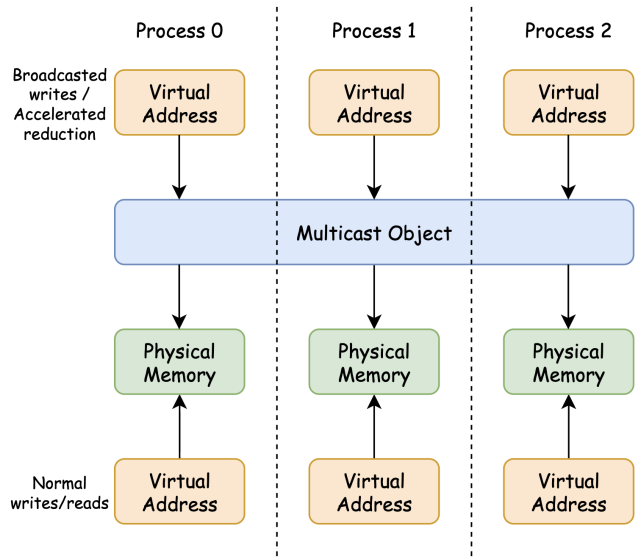 Process 0
Process 1
Process 2
Broadcasted
writes /
Accelerated
reduction
Virtual
Address
Virtual
Address
Virtual
Address
Multicast Object
Physical
Memory
Physical
Memory
Physical
Memory
Normal
writes/reads
Virtual
Address
Virtual
Address
Virtual
Address